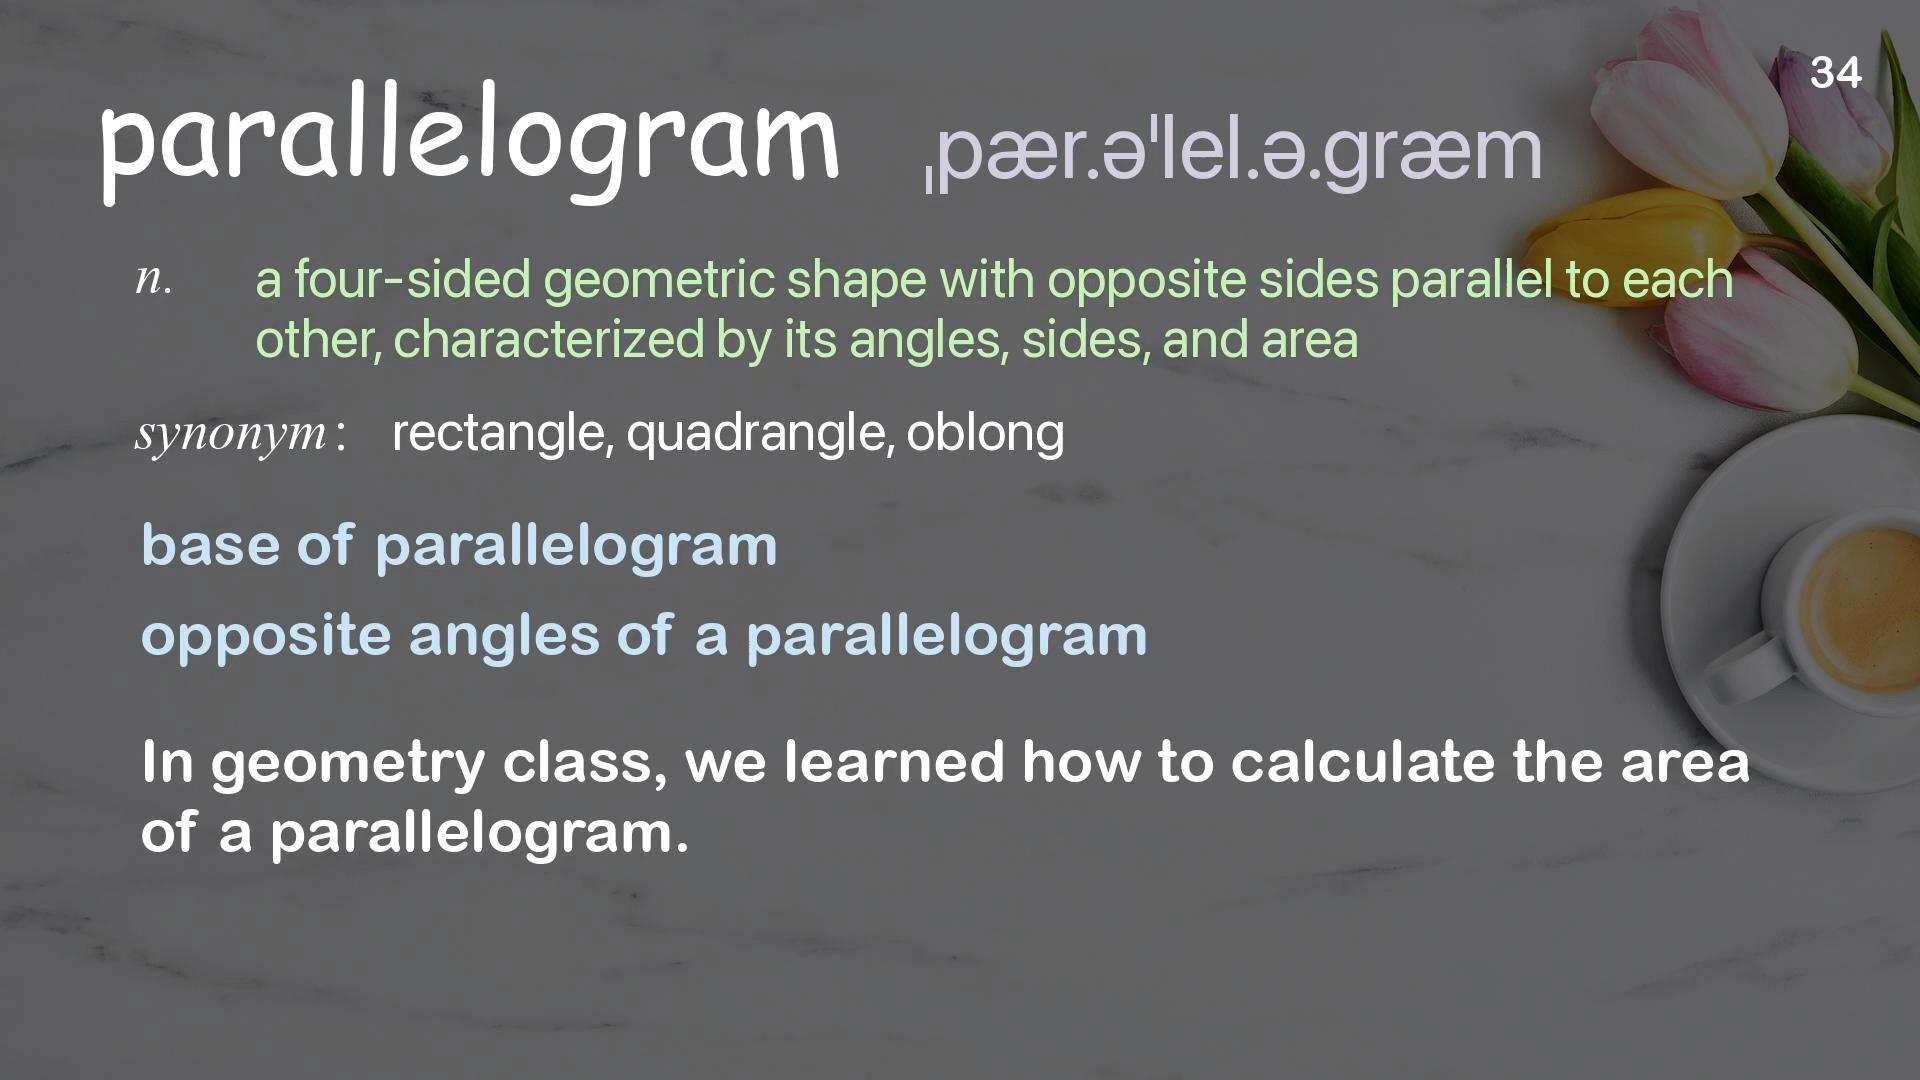 34
parallelogram ˌpær.əˈlel.ə.græm
n. a four-sided geometric shape with opposite sides parallel to each
other, characterized by its angles, sides, and area
synonym: rectangle, quadrangle, oblong
base of parallelogram
opposite angles of a parallelogram
In geometry class, we learned how to calculate the area
of a parallelogram.